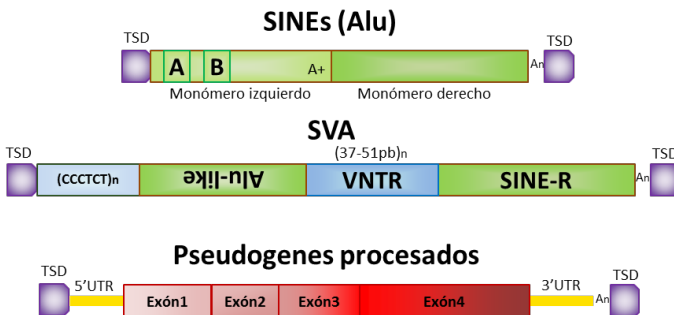 SINEs (Alu)
TSD
TSD
A
B
A+
An
Monómero izquierdo
Monómero derecho
SVA
TSD
(37-51pb)n
TSD
(CCCTCT)n
Alu-like
VNTR
SINE-R
An
Pseudogenes procesados
TSD
5'UTR
3'UTR
TSD
Exón1
Exón2
Exón3
Exón4
An